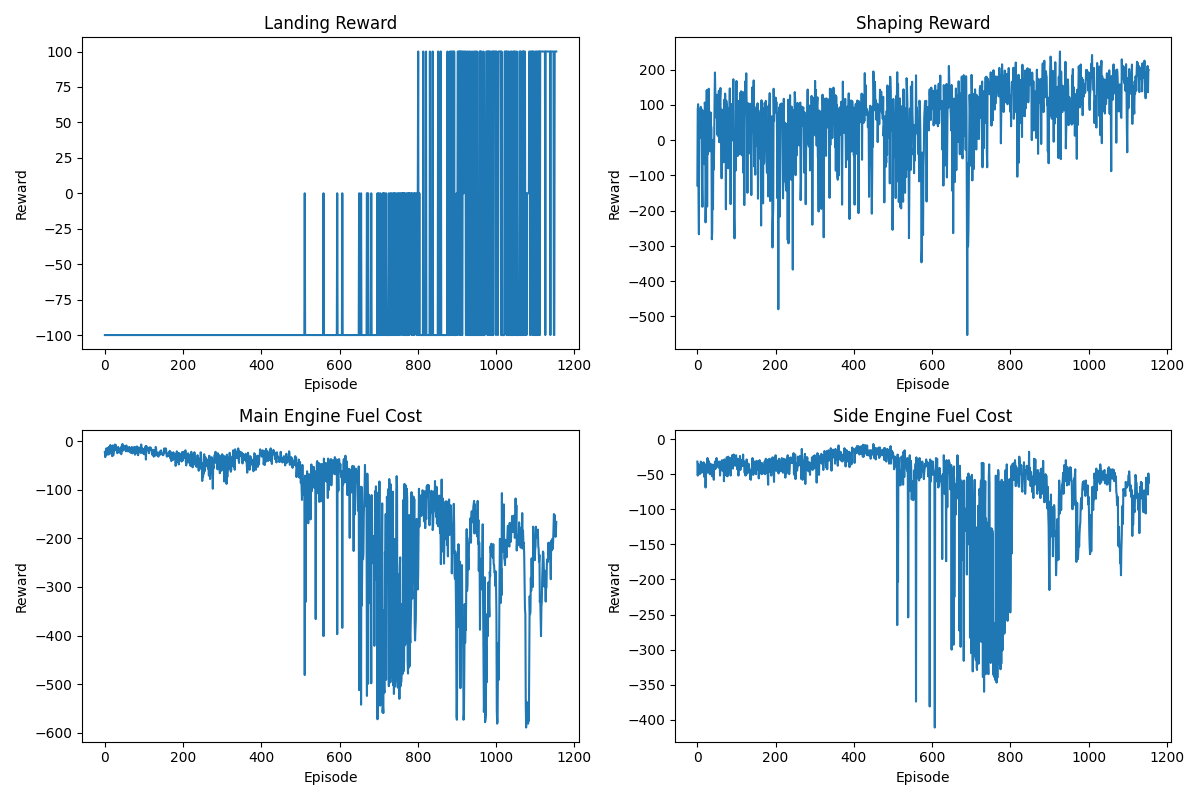 Landing Reward
Shaping Reward
Reward
100
75
50
25
0
−25
−50
−75
−100
0 200 400 600 800 1000 1200
Episode
Reward
200
100
0
−100
−200
−300
−400
−500
0 200 400 600 800 1000 1200
Episode
Main Engine Fuel Cost
Side Engine Fuel Cost
Reward
0
−100
−200
−300
−400
−500
−600
0 200 400 600 800 1000 1200
Episode
Reward
0
−50
−100
−150
−200
−250
−300
−350
−400
0 200 400 600 800 1000 1200
Episode